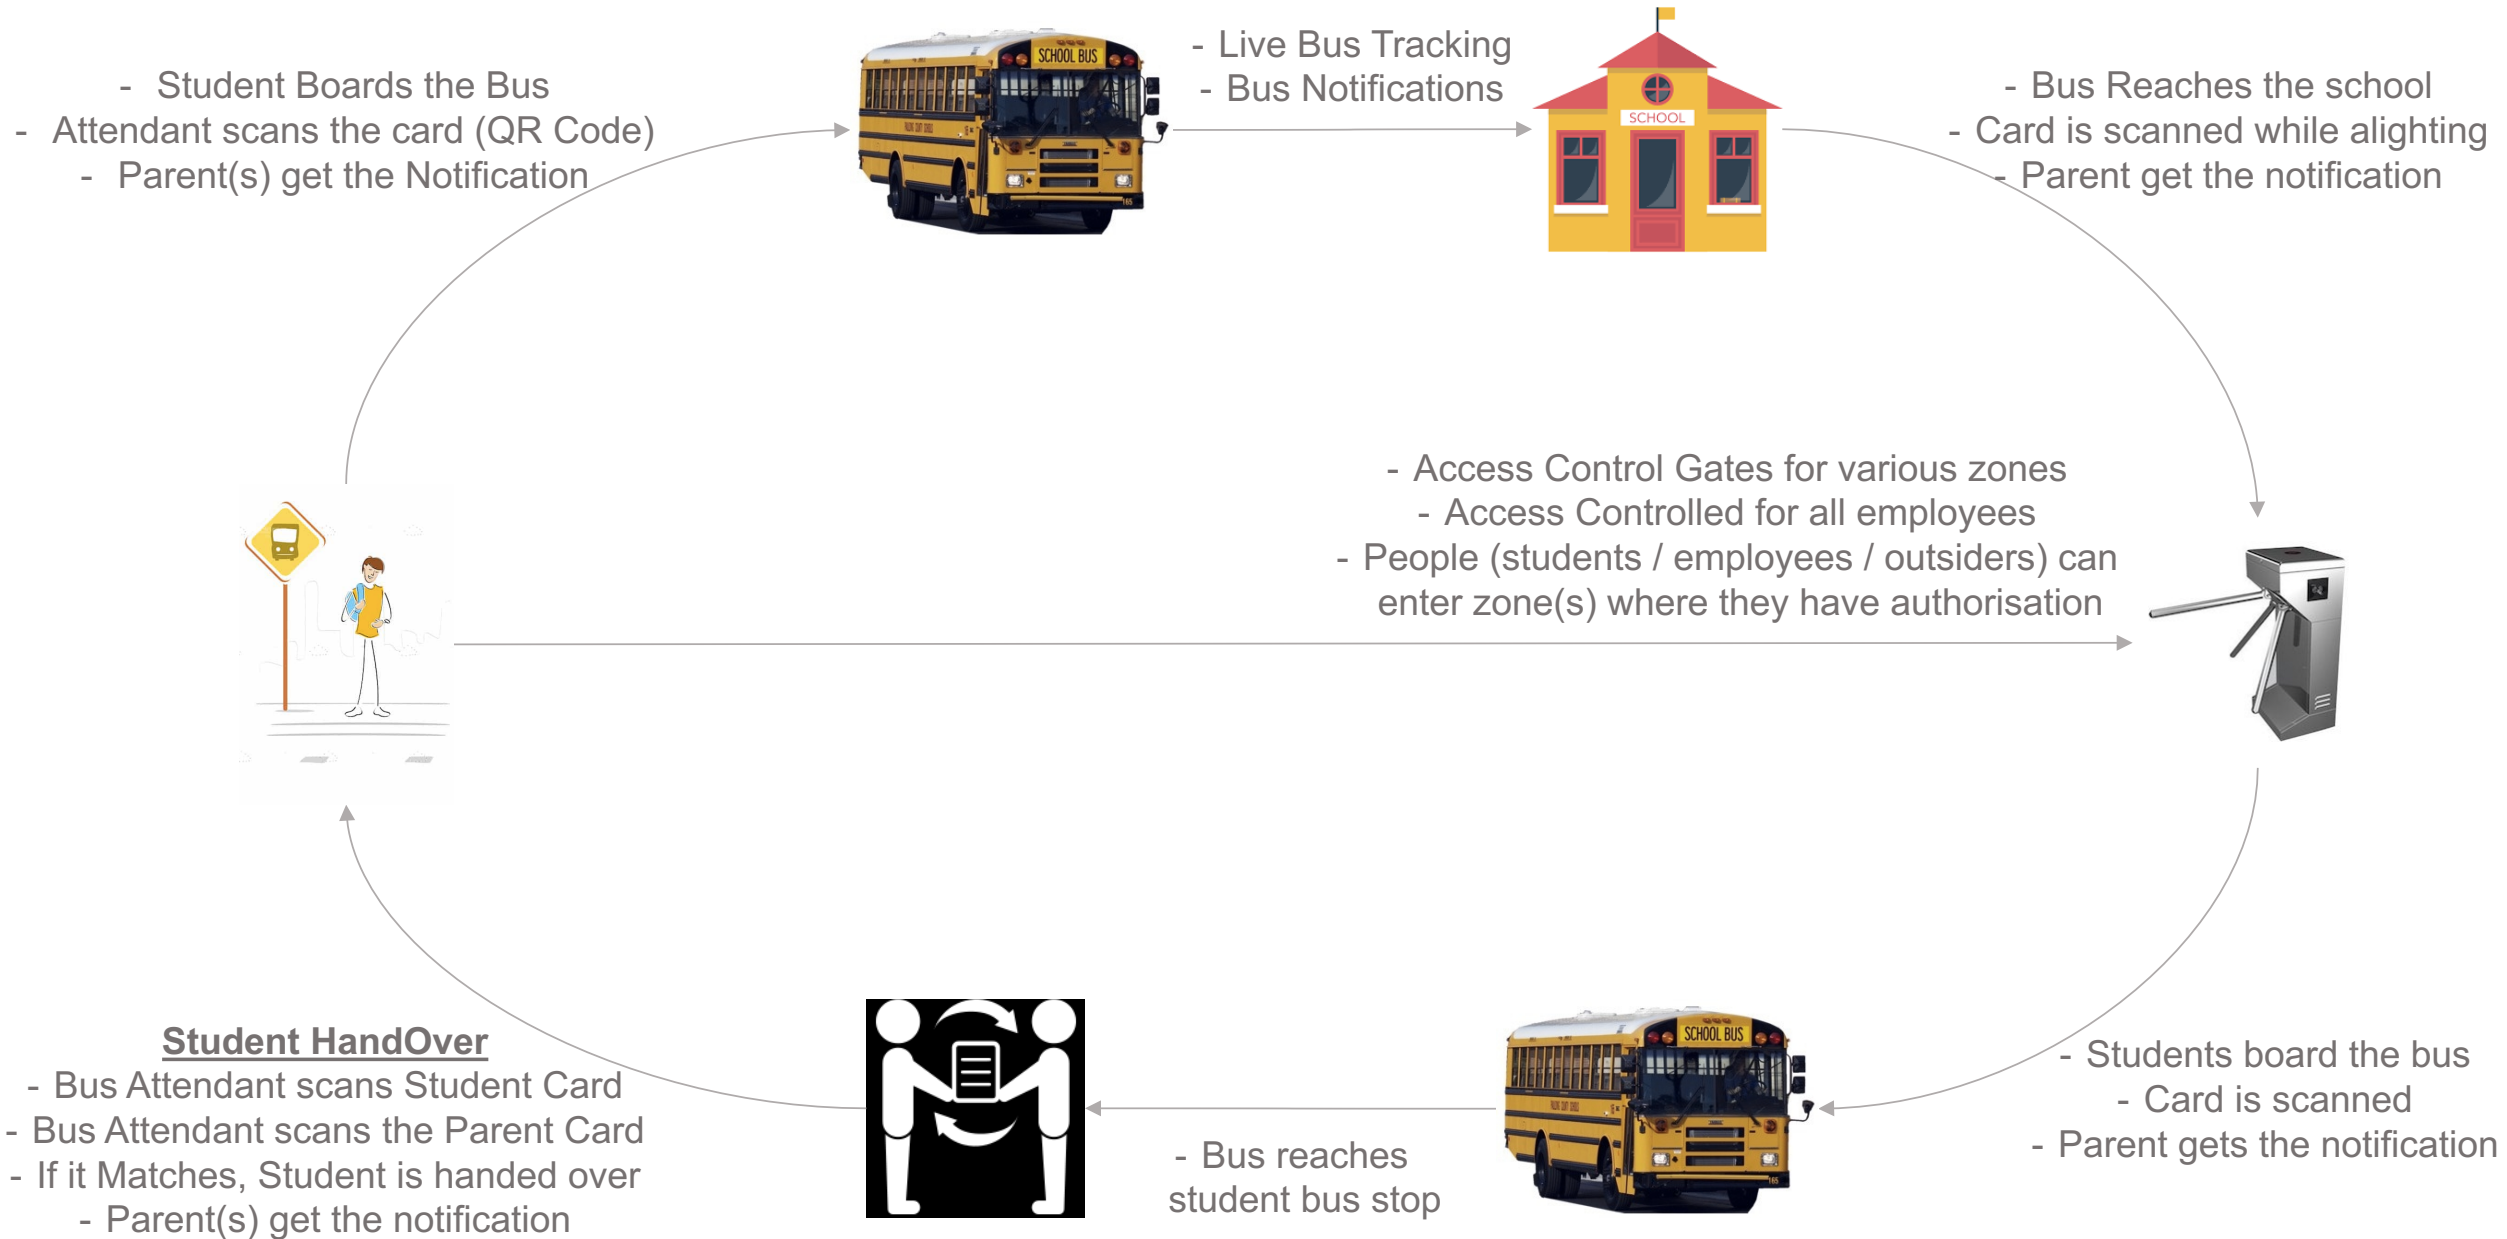 - Student Boards the Bus
- Attendant scans the card (QR Code)
- Parent(s) get the Notification
SCHOOL BUS
165
- Live Bus Tracking
- Bus Notifications
SCHOOL
- Bus Reaches the school
- Card is scanned while alighting
- Parent get the notification
- Access Control Gates for various zones
- Access Controlled for all employees
- People (students / employees / outsiders) can
enter zone(s) where they have authorisation
Student HandOver
- Bus Attendant scans Student Card
- Bus Attendant scans the Parent Card
- If it Matches, Student is handed over
- Parent(s) get the notification
- Bus reaches
student bus stop
SCHOOL BUS
165
- Students board the bus
- Card is scanned
- Parent gets the notification